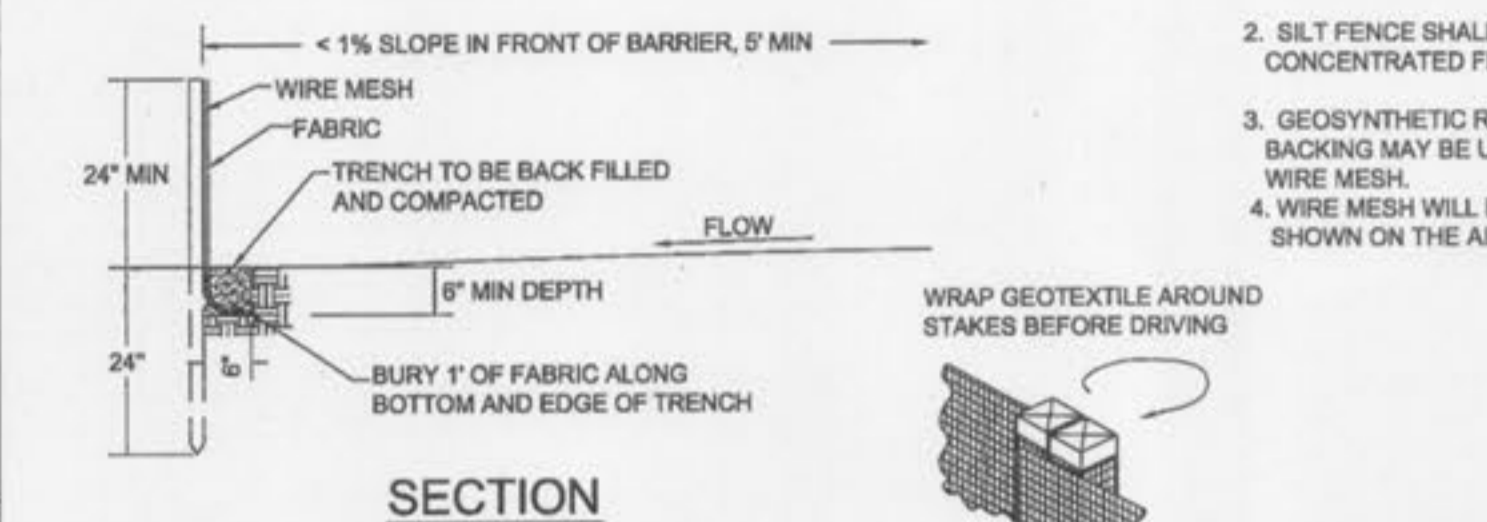 < 1% SLOPE IN FRONT OF BARRIER, 5' MIN
WIRE MESH
FABRIC
24" MIN
TRENCH TO BE BACK FILLED
AND COMPACTED
FLOW
6" MIN DEPTH
24"
6"
BURY 1' OF FABRIC ALONG
BOTTOM AND EDGE OF TRENCH
SECTION
WRAP GEOTEXTILE AROUND
STAKES BEFORE DRIVING
2. SILT FENCE SHALL
CONCENTRATED F
3. GEOSYNTHETIC R
BACKING MAY BE U
WIRE MESH.
4. WIRE MESH WILL
SHOWN ON THE A